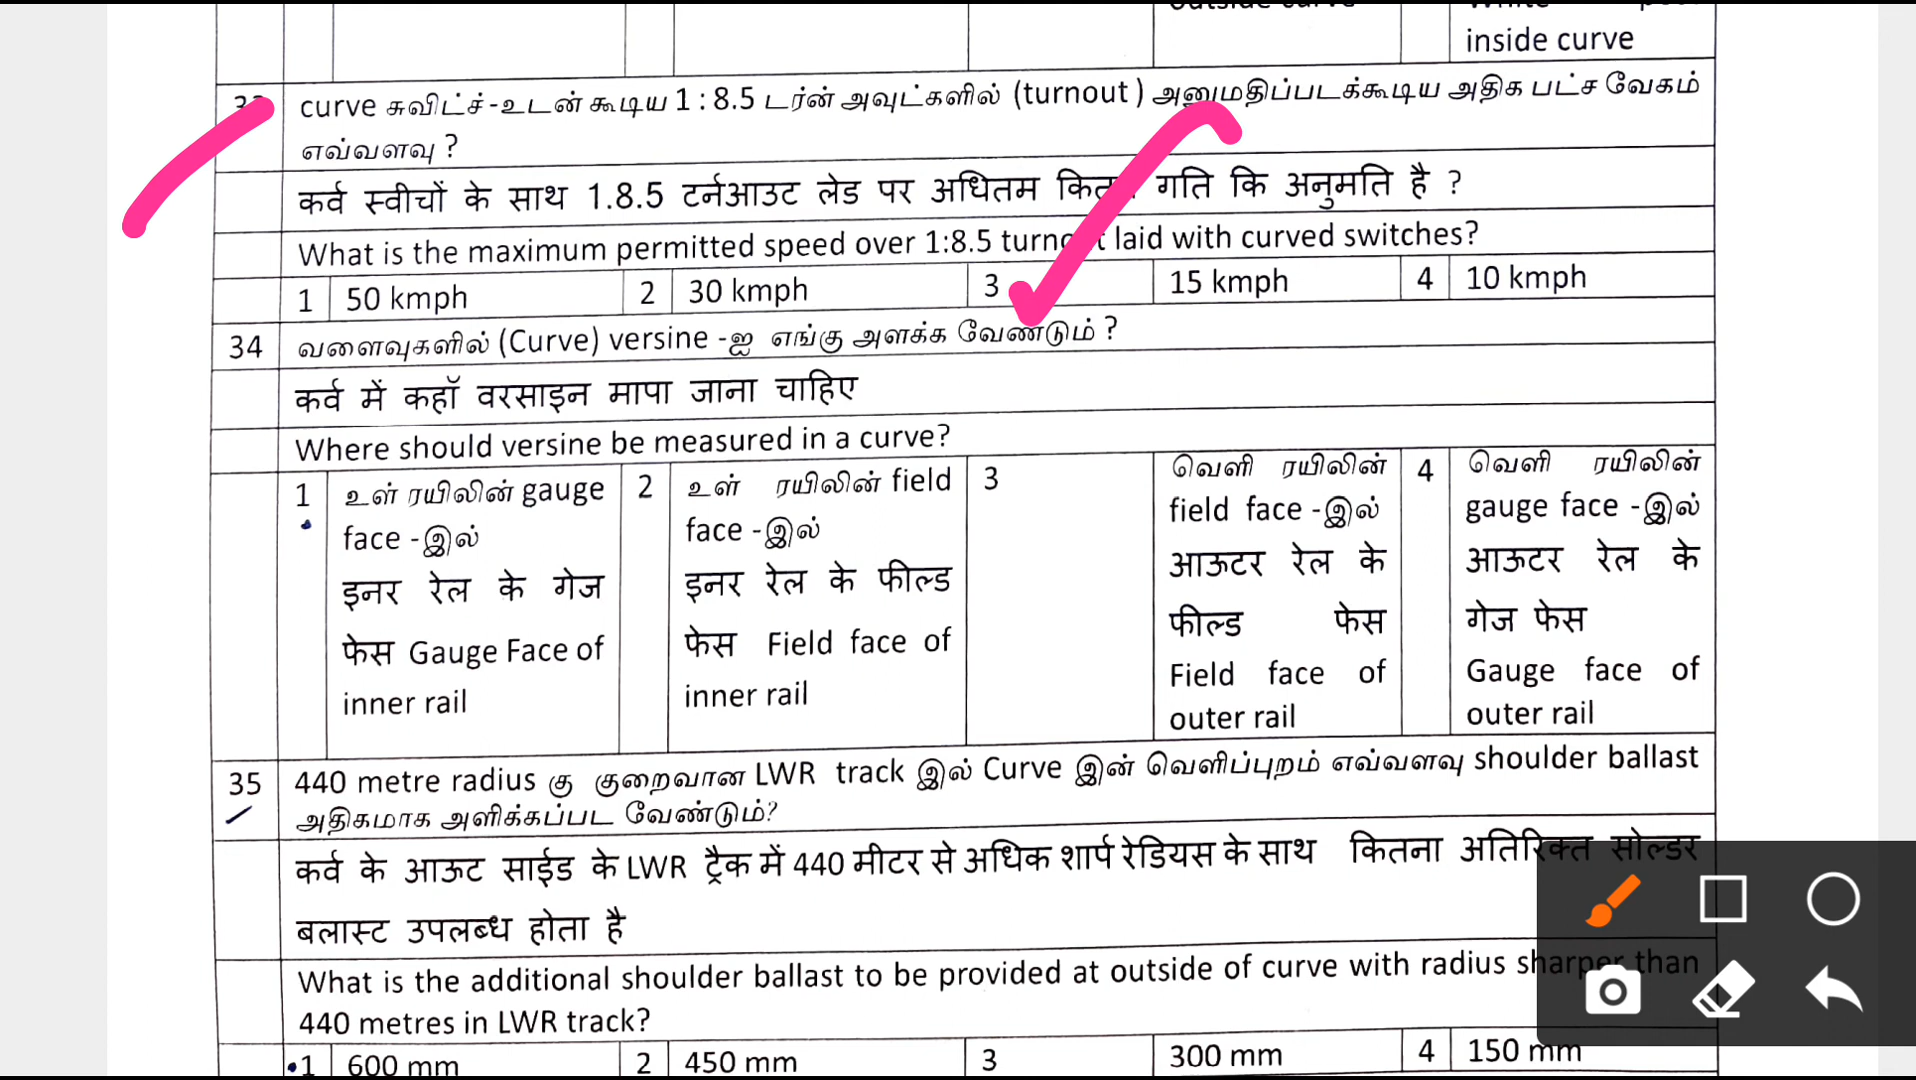 inside curve
curve சுவிட்ச்-உடன் கூடிய 1 : 8.5 டர்ன் அவுட்களில் (turnout ) அனுமதிப்படக்கூடிய அதிக பட்ச வேகம்
எவ்வளவு ?
कर्व स्वीचों के साथ 1.8.5 टर्नआउट लेड पर अधितम गति कि अनुमति है ?
What is the maximum permitted speed over 1:8.5 turnout laid with curved switches?
1 50 kmph 2 30 kmph 3 15 kmph 4 10 kmph
34 வளைவுகளில் (Curve) versine -ஐ எங்கு அளக்க வேண்டும் ?
कर्व में कहॉ वरसाइन मापा जाना चाहिए
Where should versine be measured in a curve?
1 உள் ரயிலின் gauge
face -இல்
इनर रेल के गेज
फेस Gauge Face of
inner rail
2 உள் ரயிலின் field
face -இல்
इनर रेल के फील्ड
फेस Field face of
inner rail
3 வெளி ரயிலின்
field face -இல்
आऊटर रेल के
फील्ड फेस
Field face of
outer rail
4 வெளி ரயிலின்
gauge face -இல்
आऊटर रेल के
गेज फेस
Gauge face of
outer rail
35 440 metre radius கு குறைவான LWR track இல் Curve இன் வெளிப்புறம் எவ்வளவு shoulder ballast
அதிகமாக அளிக்கப்பட வேண்டும்?
कर्व के आऊट साईड के LWR ट्रैक में 440 मीटर से अधिक शार्प रेडियस के साथ कितना अतिरिक्त सोल्डर
बलास्ट उपलब्ध होता है
What is the additional shoulder ballast to be provided at outside of curve with radius sharper than
440 metres in LWR track?
1 600 mm 2 450 mm 3 300 mm 4 150 mm